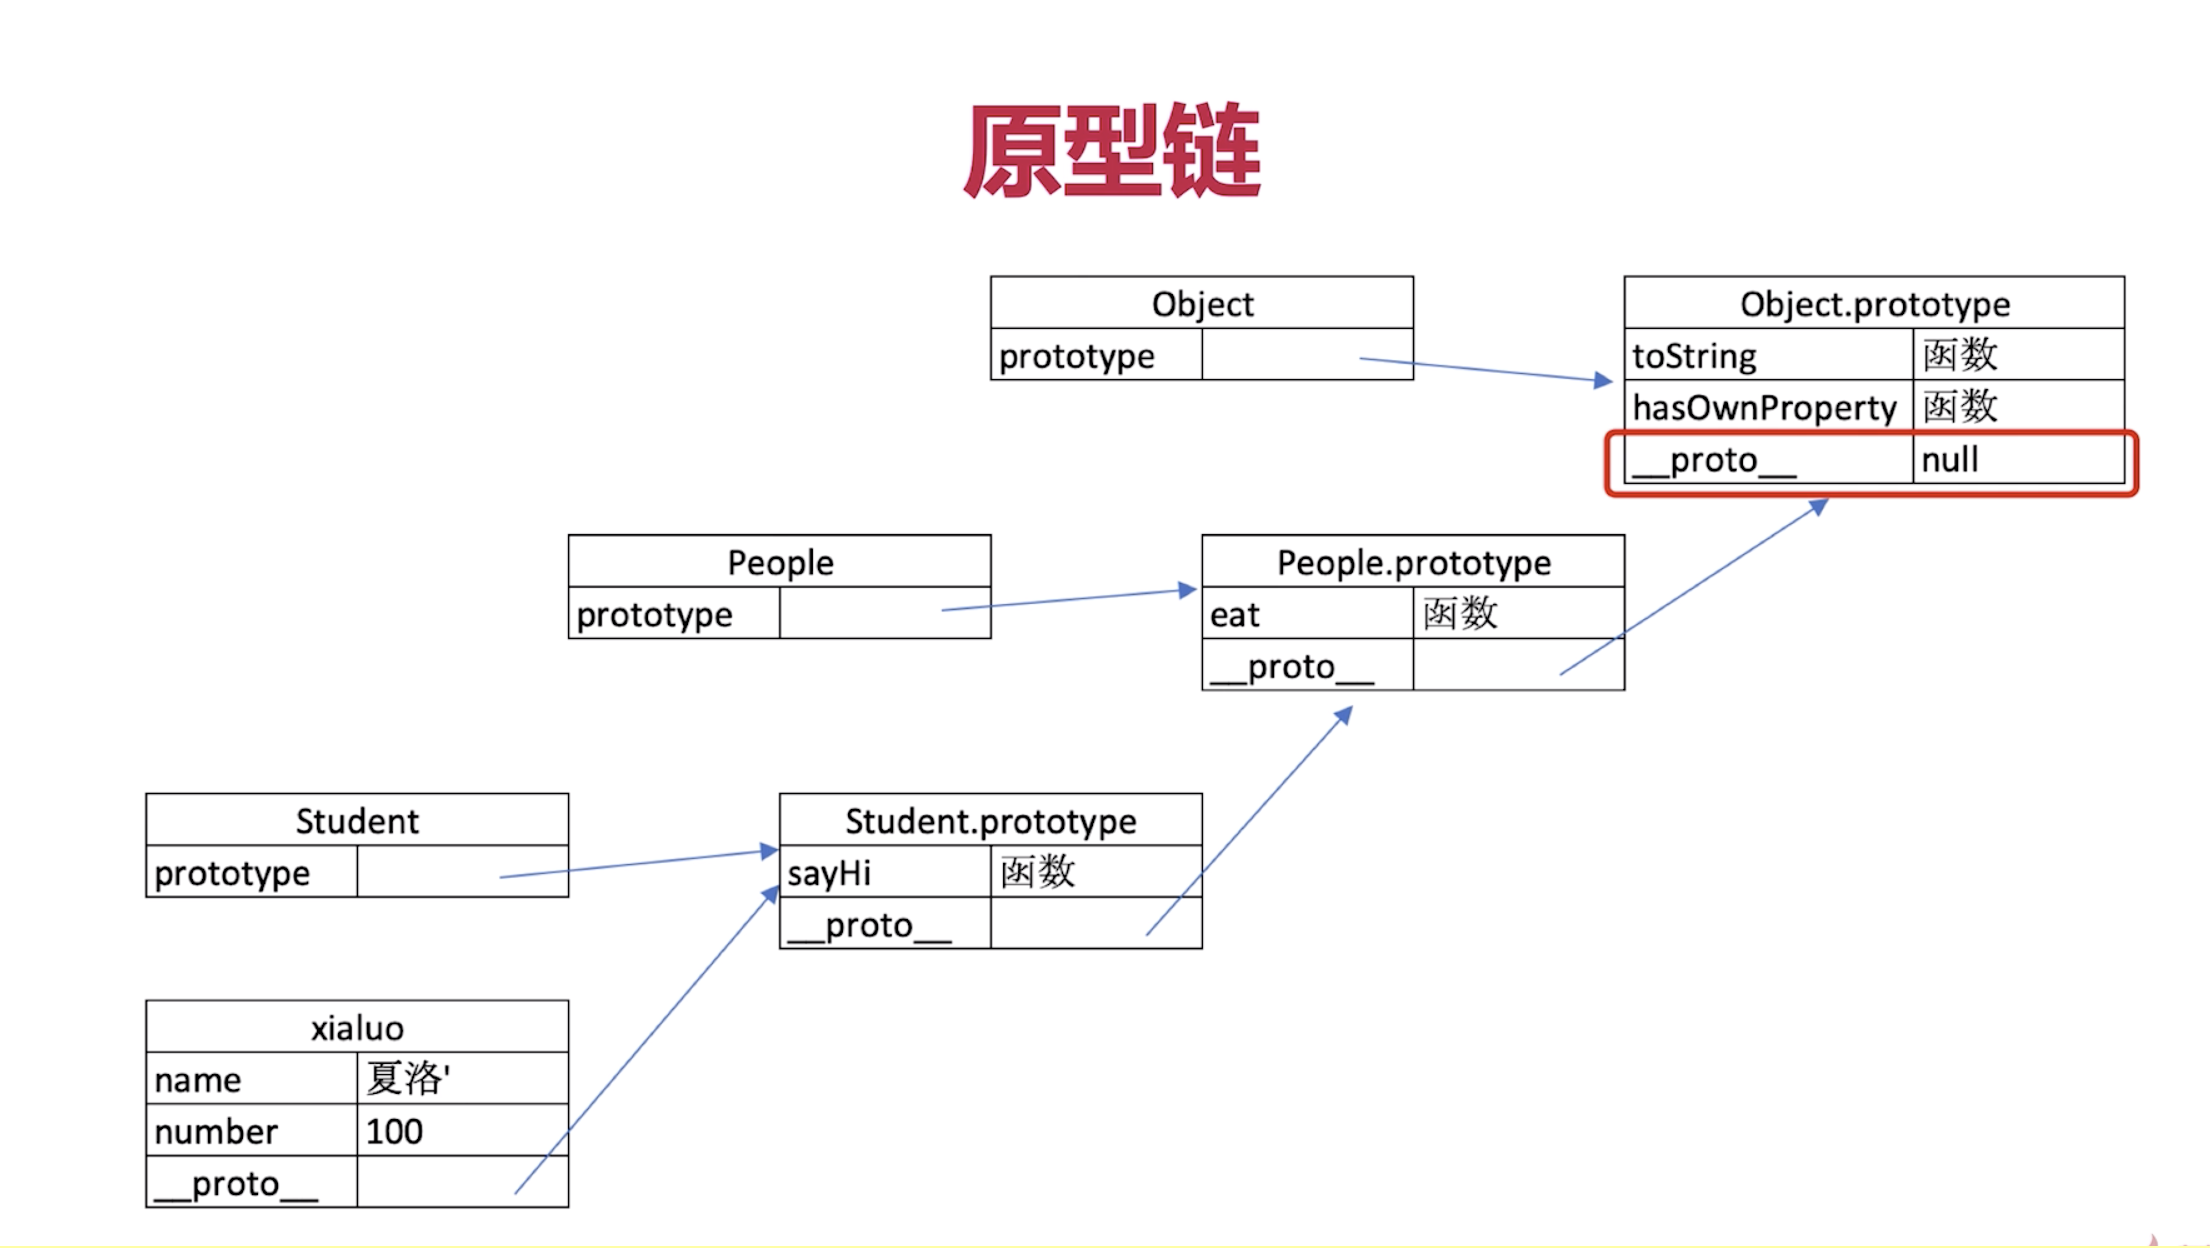 原型链
Object
prototype
Object.prototype
toString 函数
hasOwnProperty 函数
__proto__ null
People
prototype
People.prototype
eat 函数
__proto__
Student
prototype
Student.prototype
sayHi 函数
__proto__
xialuo
name 夏洛'
number 100
__proto__